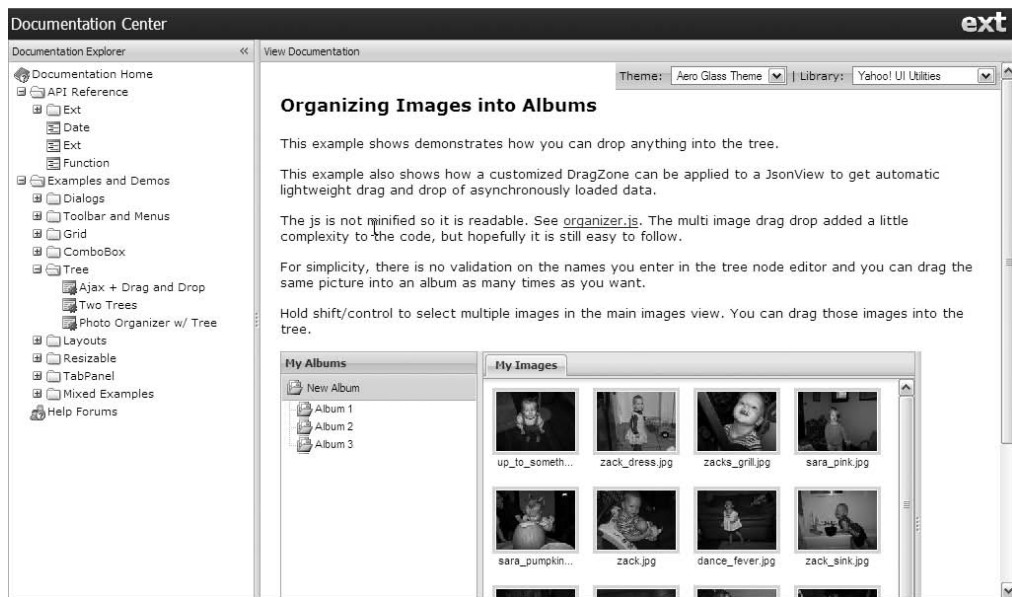 Documentation Center
ext
Documentation Explorer
View Documentation
Documentation Home
API Reference
Ext
Date
Ext
Function
Examples and Demos
Dialogs
Toolbar and Menus
Grid
ComboBox
Tree
Ajax + Drag and Drop
Two Trees
Photo Organizer w/ Tree
Layouts
Resizable
TabPanel
Mixed Examples
Help Forums
Theme: Aero Glass Theme | Library: Yahoo! UI Utilities
Organizing Images into Albums
This example shows demonstrates how you can drop anything into the tree.
This example also shows how a customized DragZone can be applied to a JsonView to get automatic
lightweight drag and drop of asynchronously loaded data.
The js is not minified so it is readable. See organizer.js. The multi image drag drop added a little
complexity to the code, but hopefully it is still easy to follow.
For simplicity, there is no validation on the names you enter in the tree node editor and you can drag the
same picture into an album as many times as you want.
Hold shift/control to select multiple images in the main images view. You can drag those images into the
tree.
My Albums
New Album
Album 1
Album 2
Album 3
My Images
up_to_someth...
zack_dress.jpg
zacks_grill.jpg
sara_pink.jpg
sara_pumpkin...
zack.jpg
dance_fever.jpg
zack_sink.jpg